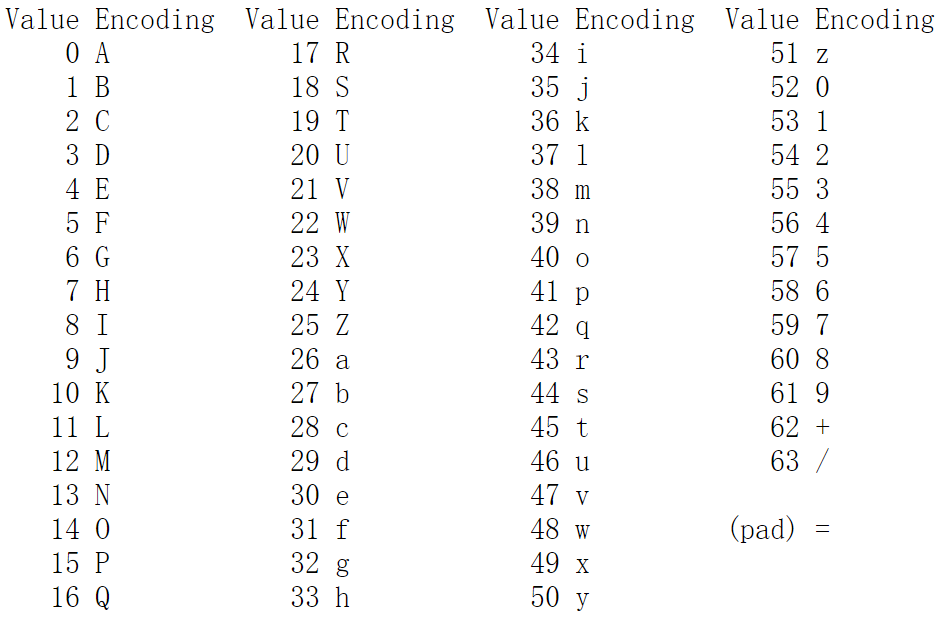 Value Encoding  Value Encoding  Value Encoding  Value Encoding
0 A  17 R  34 i  51 z
1 B  18 S  35 j  52 0
2 C  19 T  36 k  53 1
3 D  20 U  37 l  54 2
4 E  21 V  38 m  55 3
5 F  22 W  39 n  56 4
6 G  23 X  40 o  57 5
7 H  24 Y  41 p  58 6
8 I  25 Z  42 q  59 7
9 J  26 a  43 r  60 8
10 K  27 b  44 s  61 9
11 L  28 c  45 t  62 +
12 M  29 d  46 u  63 /
13 N  30 e  47 v
14 O  31 f  48 w  (pad) =
15 P  32 g  49 x
16 Q  33 h  50 y